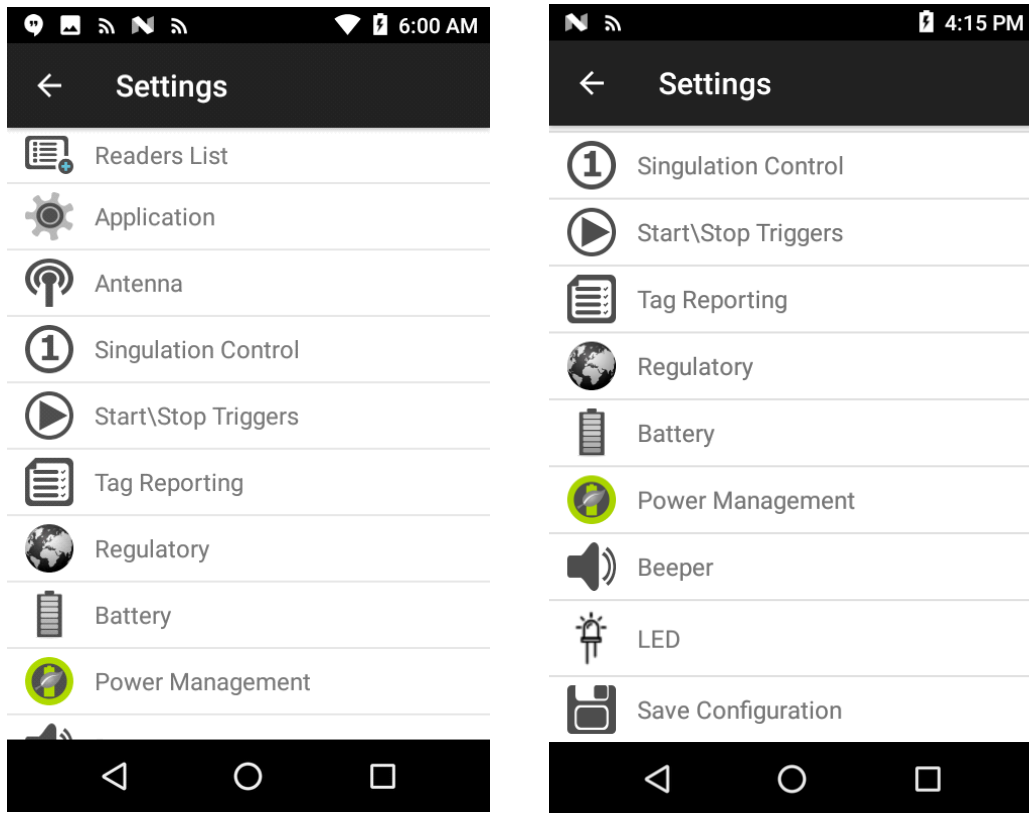 6:00 AM
Settings
Readers List
Application
Antenna
1
Singulation Control
Start\Stop Triggers
Tag Reporting
Regulatory
Battery
Power Management
4:15 PM
Settings
1
Singulation Control
Start\Stop Triggers
Tag Reporting
Regulatory
Battery
Power Management
Beeper
LED
Save Configuration